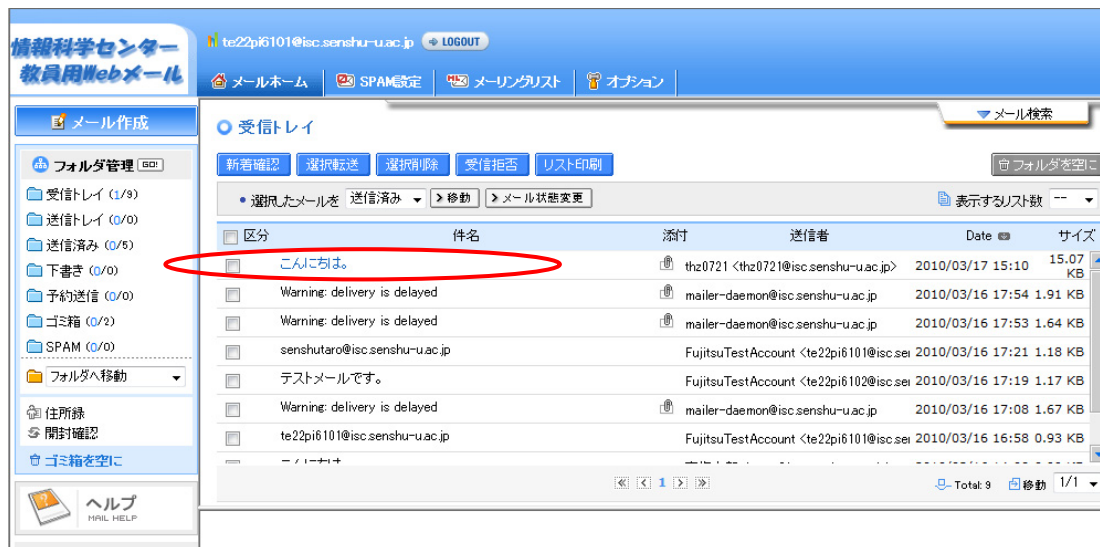 情報科学センター
教員用Webメール
te22pi6101@isc.senshu-u.ac.jp LOGOUT
メールホーム SPAM設定 メーリングリスト オプション
メール作成
フォルダ管理 GO!
受信トレイ (1/9)
送信トレイ (0/0)
送信済み (0/5)
下書き (0/0)
予約送信 (0/0)
ゴミ箱 (0/2)
SPAM (0/0)
フォルダへ移動
住所録
開封確認
ゴミ箱を空に
ヘルプ
MAIL HELP
受信トレイ
メール検索
新着確認 選択転送 選択削除 受信拒否 リスト印刷 フォルダを空に
選択したメールを 送信済み 移動 メール状態変更 表示するリスト数 --
区分 件名 添付 送信者 Date サイズ
こんにちは。 thz0721 <thz0721@isc.senshu-u.ac.jp> 2010/03/17 15:10 15.07 KB
Warning: delivery is delayed mailer-daemon@isc.senshu-u.ac.jp 2010/03/16 17:54 1.91 KB
Warning: delivery is delayed mailer-daemon@isc.senshu-u.ac.jp 2010/03/16 17:53 1.64 KB
senshutaro@isc.senshu-u.ac.jp FujitsuTestAccount <te22pi6101@isc.sen 2010/03/16 17:21 1.18 KB
テストメールです。 FujitsuTestAccount <te22pi6102@isc.sen 2010/03/16 17:19 1.17 KB
Warning: delivery is delayed mailer-daemon@isc.senshu-u.ac.jp 2010/03/16 17:08 1.67 KB
te22pi6101@isc.senshu-u.ac.jp FujitsuTestAccount <te22pi6101@isc.sen 2010/03/16 16:58 0.93 KB
1
Total: 9 移動 1/1